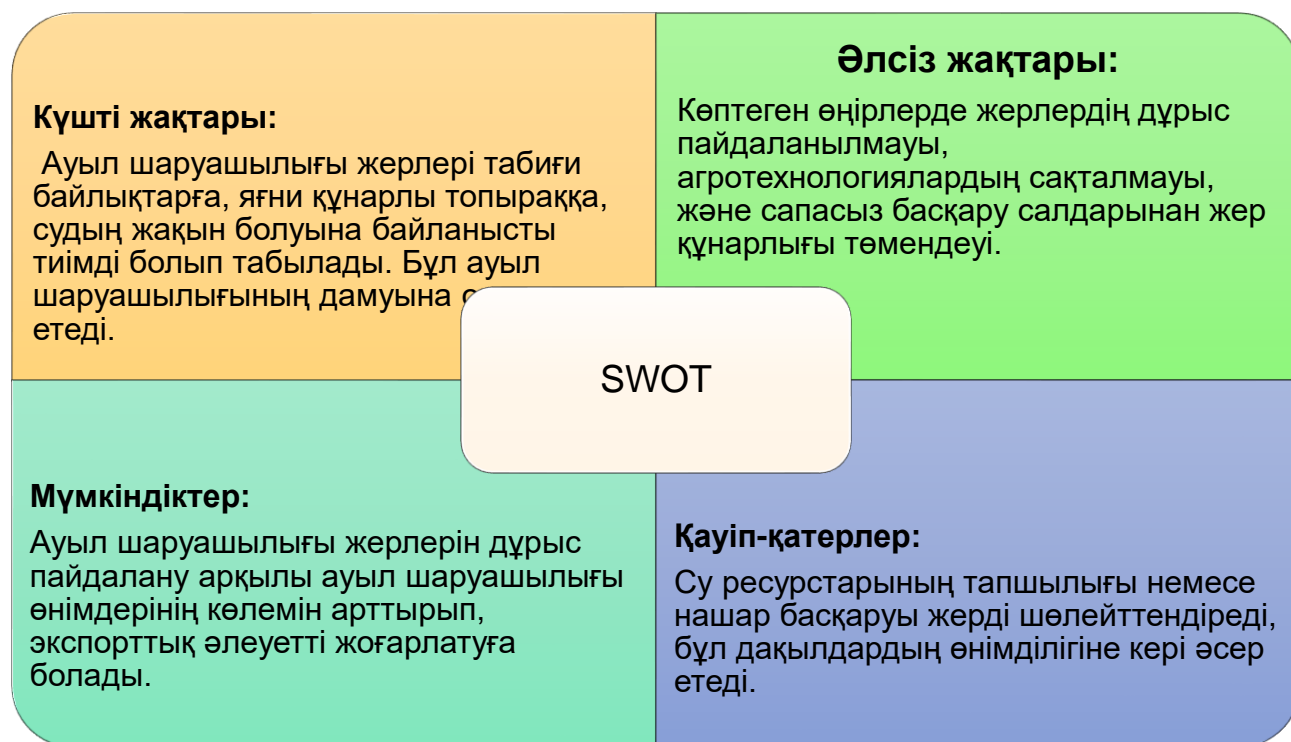 Күшті жақтары:
Ауыл шаруашылығы жерлері табиғи
байлықтарға, яғни құнарлы топыраққа,
судың жақын болуына байланысты
тиімді болып табылады. Бұл ауыл
шаруашылығының дамуына
етеді.
Әлсіз жақтары:
Көптеген өңірлерде жерлердің дұрыс
пайдаланылмауы,
агротехнологиялардың сақталмауы,
және сапасыз басқару салдарынан жер
құнарлығы төмендеуі.
SWOT
Мүмкіндіктер:
Ауыл шаруашылығы жерлерін дұрыс
пайдалану арқылы ауыл шаруашылығы
өнімдерінің көлемін арттырып,
экспорттық әлеуетті жоғарлатуға
болады.
Қауіп-қатерлер:
Су ресурстарының тапшылығы немесе
нашар басқаруы жерді шөлейттендіреді,
бұл дақылдардың өнімділігіне кері әсер
етеді.